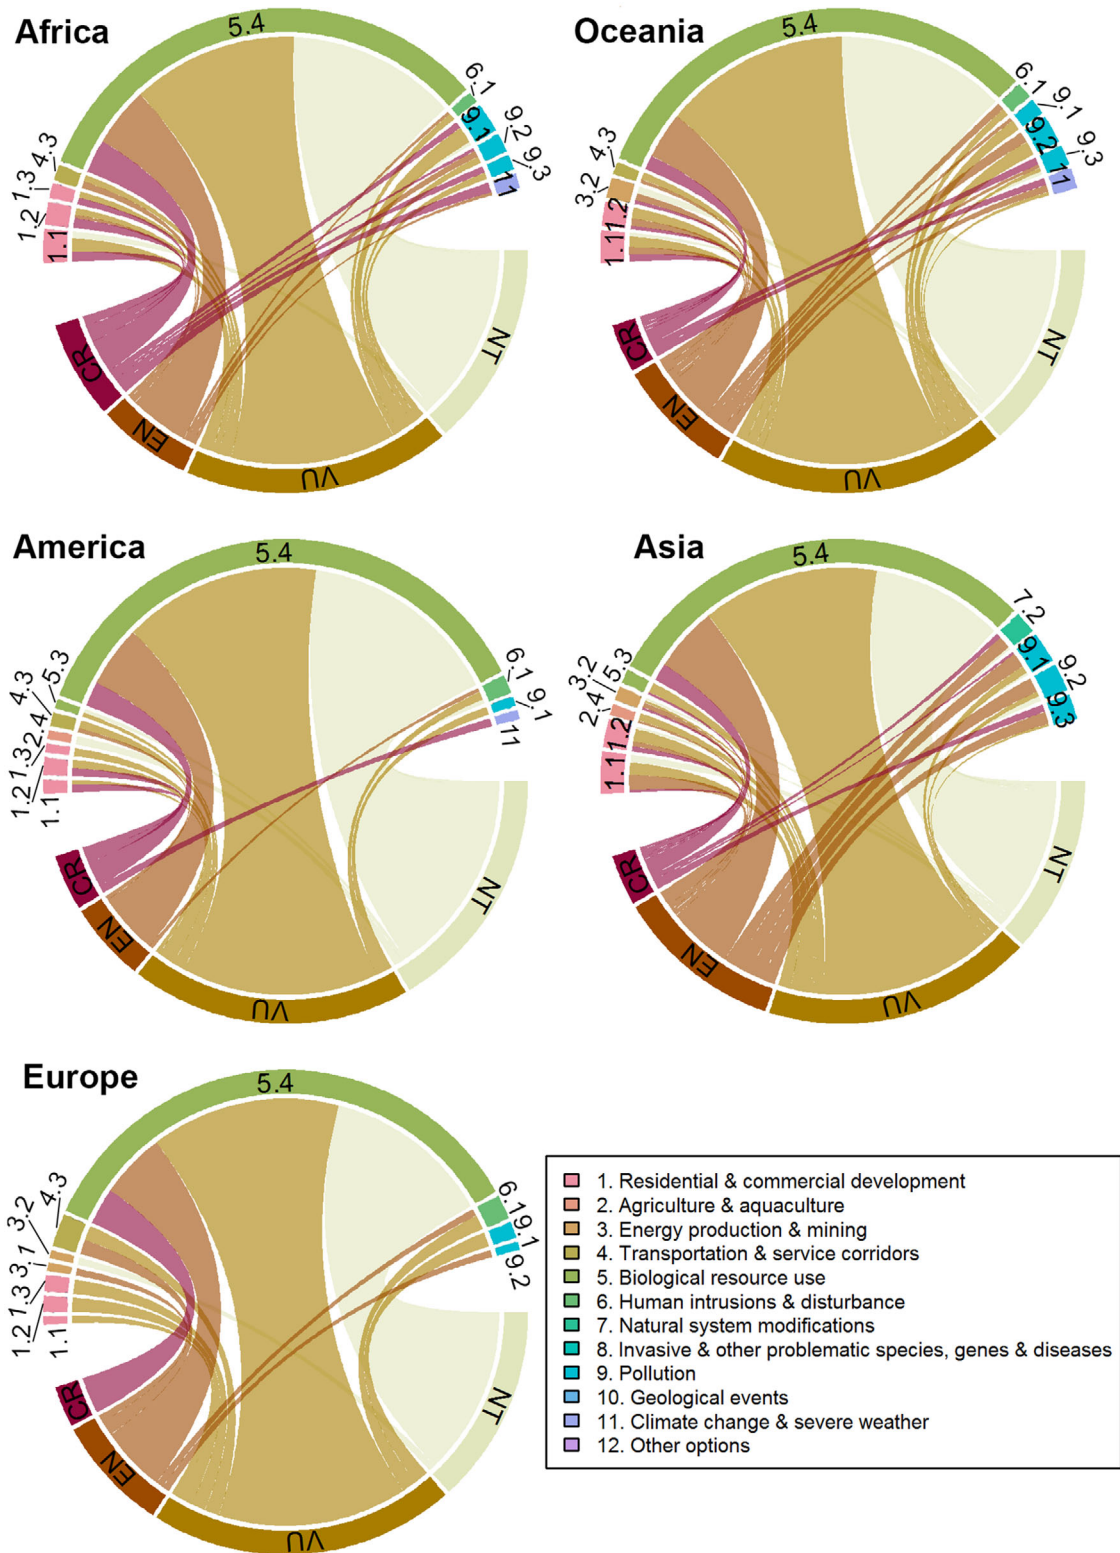 Africa
5.4
6.1
9.1
9.2
9.3
11
4.3
1.3
1.2
1.1
CR
EN
VU
NT
Oceania
5.4
6.1
9.1
9.2
9.3
11
4.3
3.2
1.2
1.1
CR
EN
VU
NT
America
5.4
6.1
9.1
11
5.3
4.3
2.4
1.3
1.2
1.1
CR
EN
VU
NT
Asia
5.4
7.2
9.1
9.2
9.3
5.3
3.2
2.4
1.2
1.1
CR
EN
VU
NT
Europe
5.4
6.1
9.1
9.2
4.3
3.2
3.1
1.3
1.2
1.1
CR
EN
VU
NT
1. Residential & commercial development
2. Agriculture & aquaculture
3. Energy production & mining
4. Transportation & service corridors
5. Biological resource use
6. Human intrusions & disturbance
7. Natural system modifications
8. Invasive & other problematic species, genes & diseases
9. Pollution
10. Geological events
11. Climate change & severe weather
12. Other options